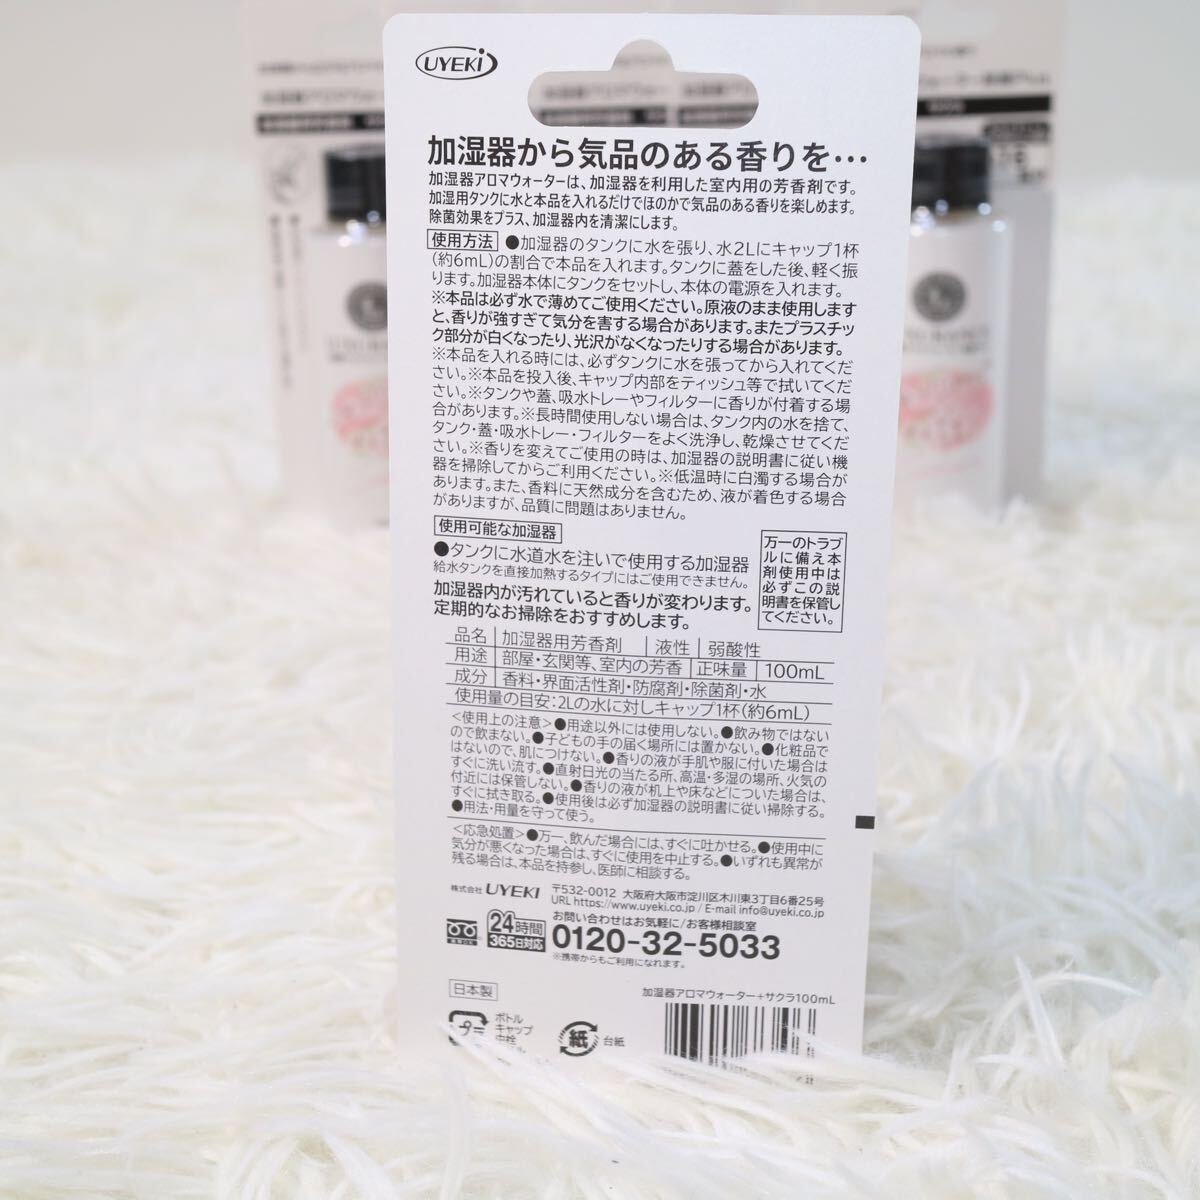 UYEKI
加湿器から気品のある香りを…
加湿器アロマウォーターは、加湿器を利用した室内用の芳香剤です。
加湿用タンクに水と本品を入れるだけでほのかで気品のある香りを楽しめます。
除菌効果をプラス、加湿器内を清潔にします。
使用方法 ●加湿器のタンクに水を張り、水2Lにキャップ1杯
(約6mL)の割合で本品を入れます。タンクに蓋をした後、軽く振
ります。加湿器本体にタンクをセットし、本体の電源を入れます。
※本品は必ず水で薄めてご使用ください。原液のまま使用します
と、香りが強すぎて気分を害する場合があります。またプラスチッ
ク部分が白くなったり、光沢がなくなったりする場合があります。
※本品を入れる時には、必ずタンクに水を張ってから入れてくだ
さい。※本品を投入後、キャップ内部をティッシュ等で拭いてくだ
さい。※タンクや蓋、吸水トレーやフィルターに香りが付着する場
合があります。※長時間使用しない場合は、タンク内の水を捨て、
タンク・蓋・吸水トレー・フィルターをよく洗浄し、乾燥させてくだ
さい。※香りを変えてご使用の時は、加湿器の説明書に従い機
器を掃除してからご利用ください。※低温時に白濁する場合が
あります。また、香料に天然成分を含むため、液が着色する場合
がありますが、品質に問題はありません。
使用可能な加湿器
●タンクに水道水を注いで使用する加湿器
給水タンクを直接加熱するタイプにはご使用できません。
加湿器内が汚れていると香りが変わります。
定期的なお掃除をおすすめします。
万一のトラブ
ルに備え本
剤使用中は
必ずこの説
明書を保管し
てください。
品名 加湿器用芳香剤 液性 弱酸性
用途 部屋・玄関等、室内の芳香 正味量 100mL
成分 香料・界面活性剤・防腐剤・除菌剤・水
使用量の目安:2Lの水に対しキャップ1杯(約6mL)
<使用上の注意>●用途以外には使用しない。●飲み物ではない
ので飲まない。●子どもの手の届く場所には置かない。●化粧品で
はないので、肌につけない。●香りの液が手肌や服に付いた場合は
すぐに洗い流す。●直射日光の当たる所、高温・多湿の場所、火気の
付近には保管しない。●香りの液が机上や床などについた場合は、
すぐに拭き取る。●使用後は必ず加湿器の説明書に従い掃除する。
●用法・用量を守って使う。
<応急処置>●万一、飲んだ場合には、すぐに吐かせる。●使用中に
気分が悪くなった場合は、すぐに使用を中止する。●いずれも異常が
残る場合は、本品を持参し、医師に相談する。
株式会社 UYEKI 〒532-0012 大阪府大阪市淀川区木川東3丁目6番25号
URL https://www.uyeki.co.jp / E-mail info@uyeki.co.jp
24時間
365日対応
お問い合わせはお気軽に/お客様相談室
0120-32-5033
※携帯からもご利用になれます。
日本製
加湿器アロマウォーター+サクラ100mL
プラ
ボトル
キャップ
中栓
紙 台紙